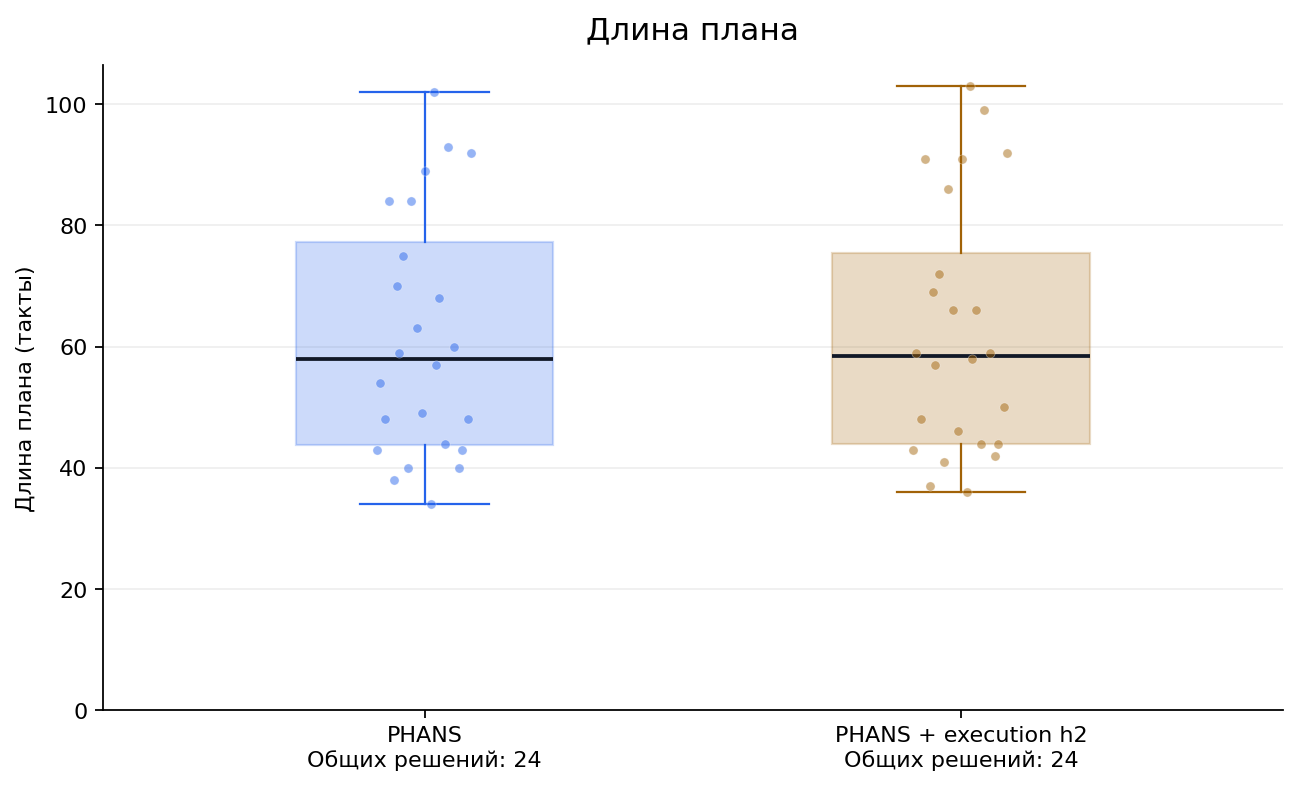 Длина плана
Длина плана (такты)
100
80
60
40
20
0
PHANS
Общих решений: 24
PHANS + execution h2
Общих решений: 24